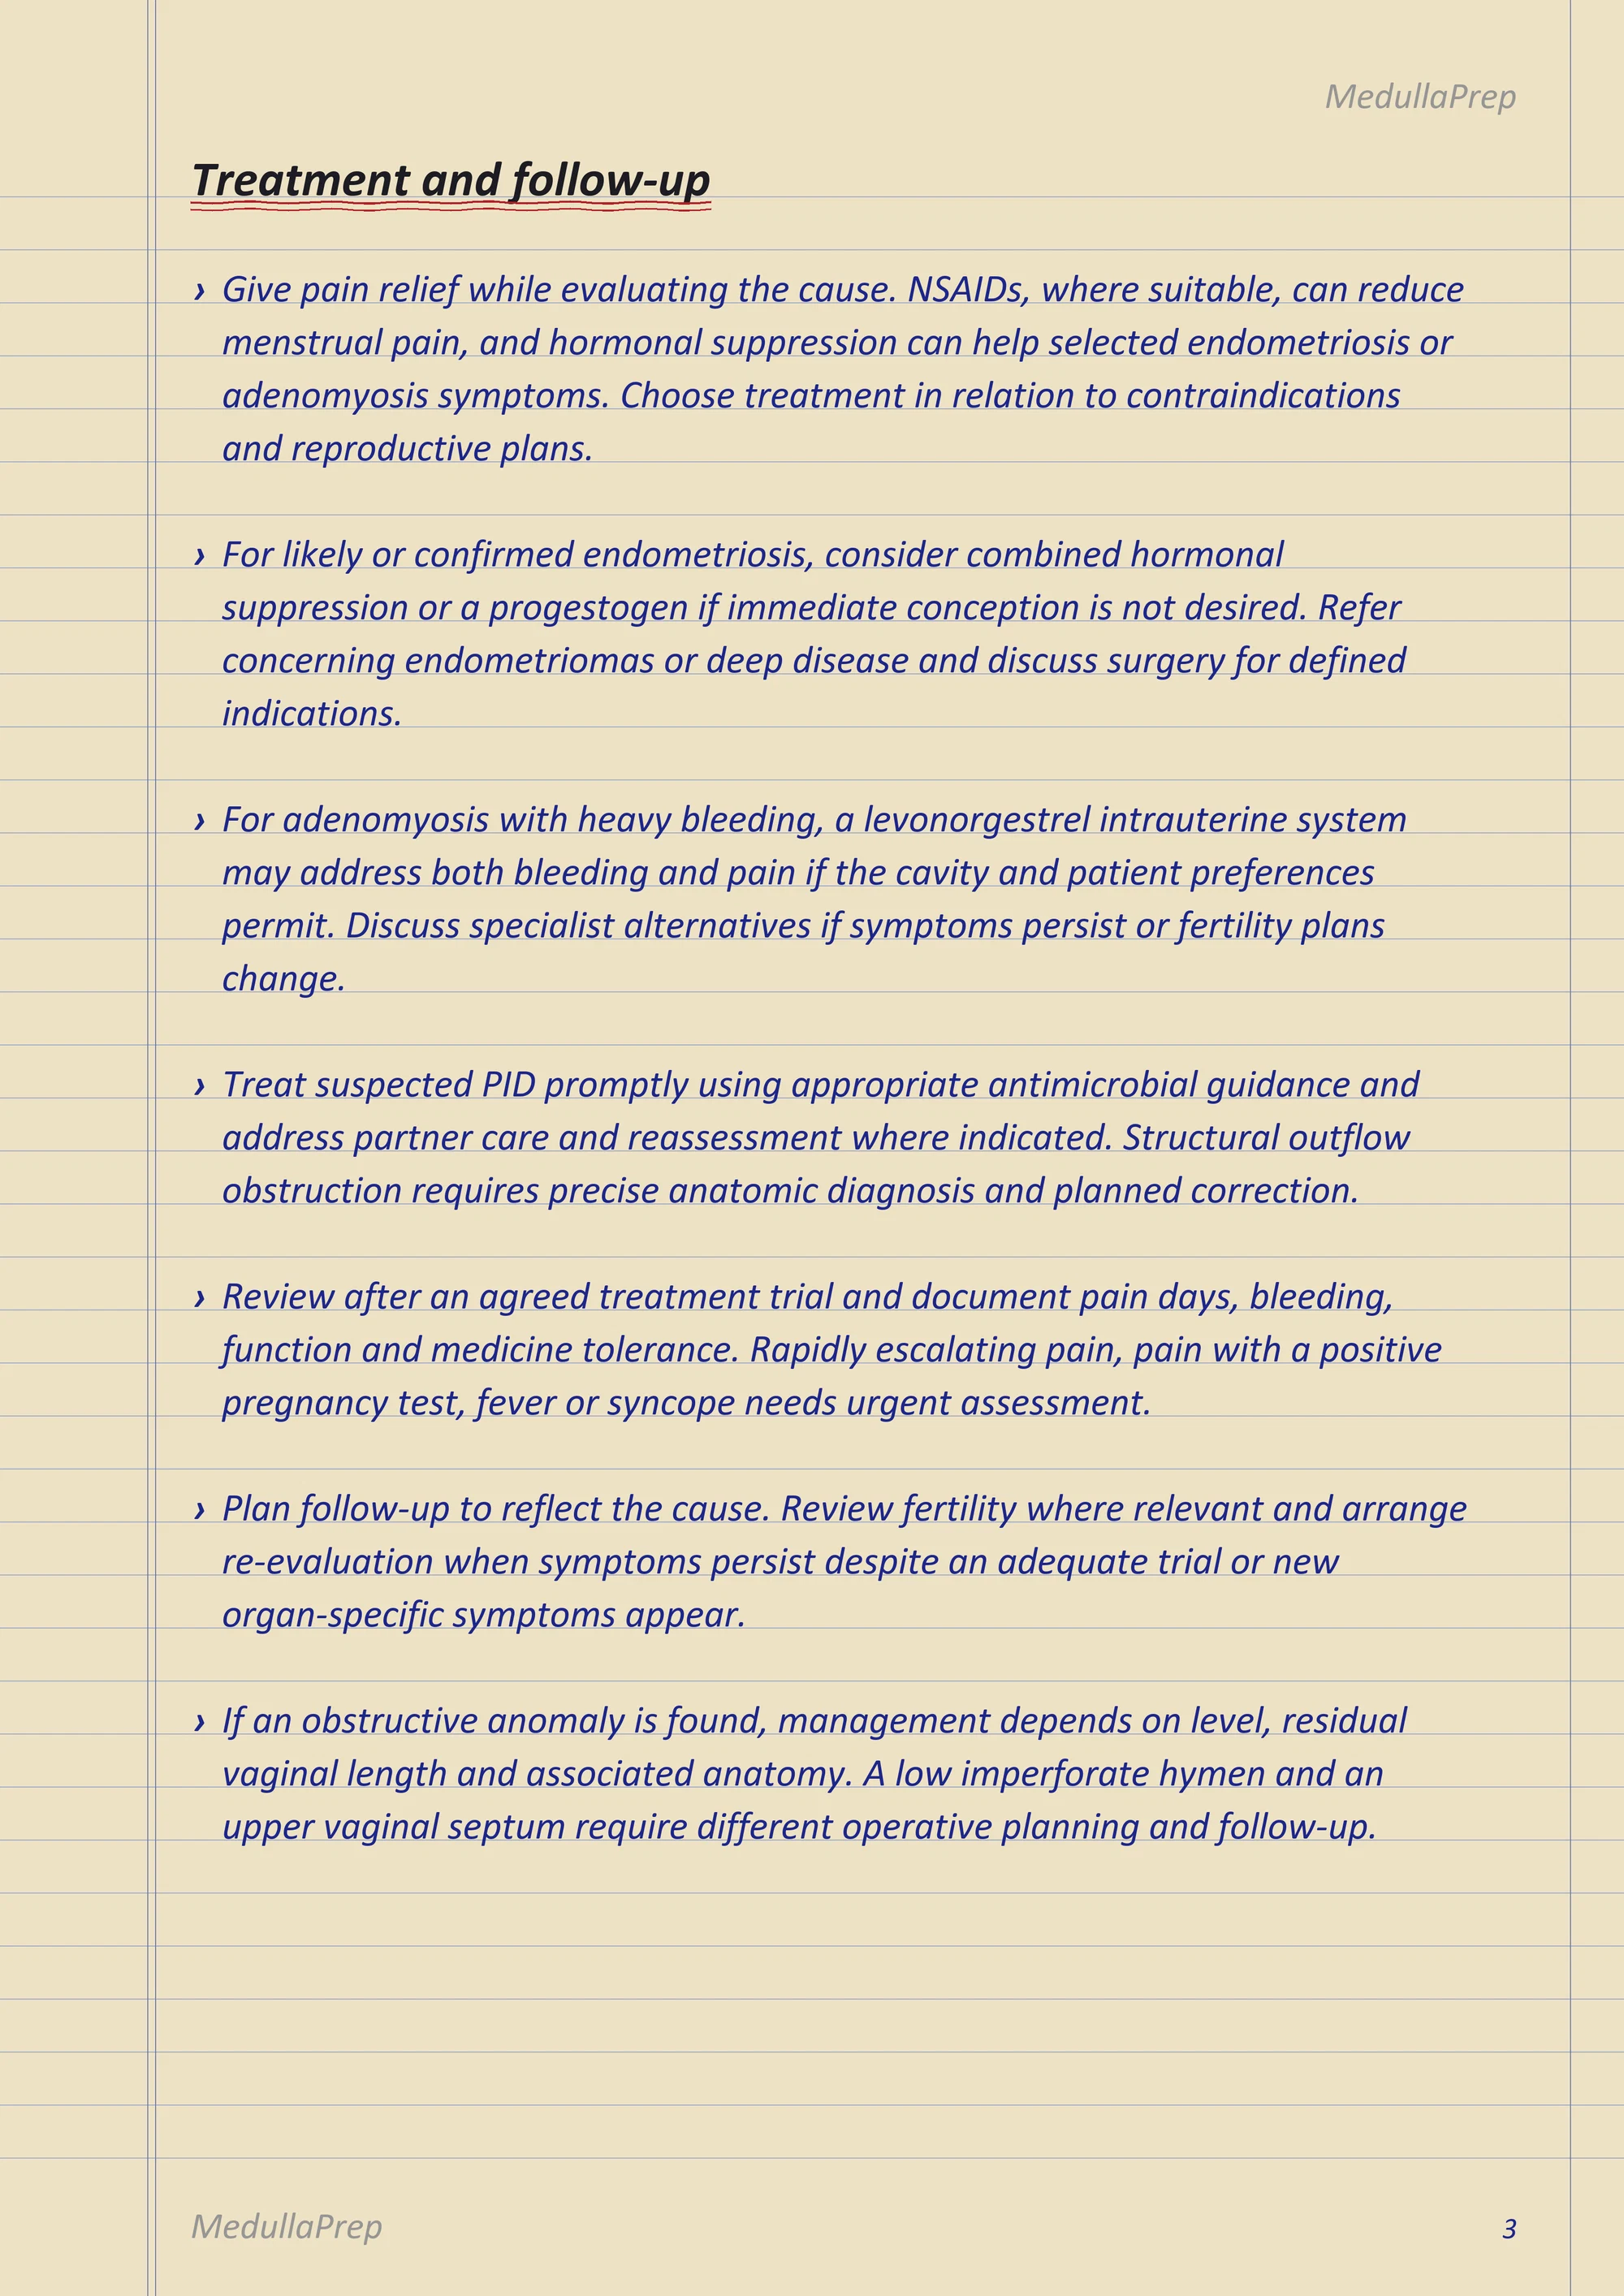 MedullaPrep
Treatment and follow-up
› Give pain relief while evaluating the cause. NSAIDs, where suitable, can reduce
menstrual pain, and hormonal suppression can help selected endometriosis or
adenomyosis symptoms. Choose treatment in relation to contraindications
and reproductive plans.
› For likely or confirmed endometriosis, consider combined hormonal
suppression or a progestogen if immediate conception is not desired. Refer
concerning endometriomas or deep disease and discuss surgery for defined
indications.
› For adenomyosis with heavy bleeding, a levonorgestrel intrauterine system
may address both bleeding and pain if the cavity and patient preferences
permit. Discuss specialist alternatives if symptoms persist or fertility plans
change.
› Treat suspected PID promptly using appropriate antimicrobial guidance and
address partner care and reassessment where indicated. Structural outflow
obstruction requires precise anatomic diagnosis and planned correction.
› Review after an agreed treatment trial and document pain days, bleeding,
function and medicine tolerance. Rapidly escalating pain, pain with a positive
pregnancy test, fever or syncope needs urgent assessment.
› Plan follow-up to reflect the cause. Review fertility where relevant and arrange
re-evaluation when symptoms persist despite an adequate trial or new
organ-specific symptoms appear.
› If an obstructive anomaly is found, management depends on level, residual
vaginal length and associated anatomy. A low imperforate hymen and an
upper vaginal septum require different operative planning and follow-up.
MedullaPrep
3